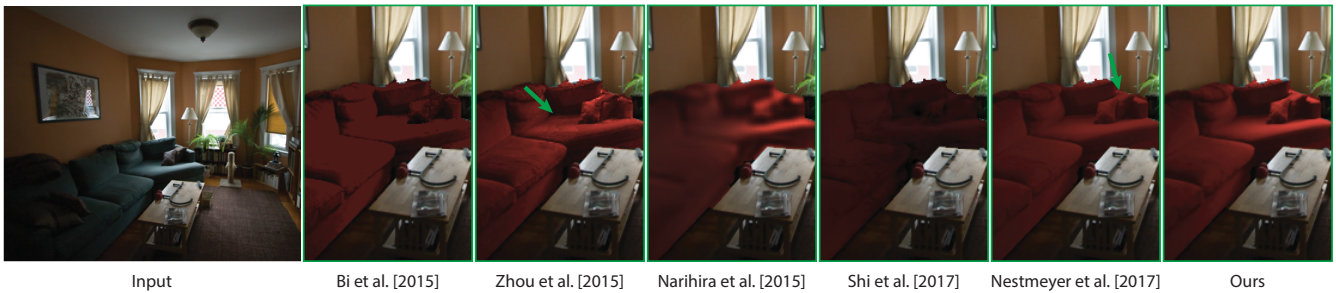 Input
Bi et al. [2015]
Zhou et al. [2015]
Narihira et al. [2015]
Shi et al. [2017]
Nestmeyer et al. [2017]
Ours